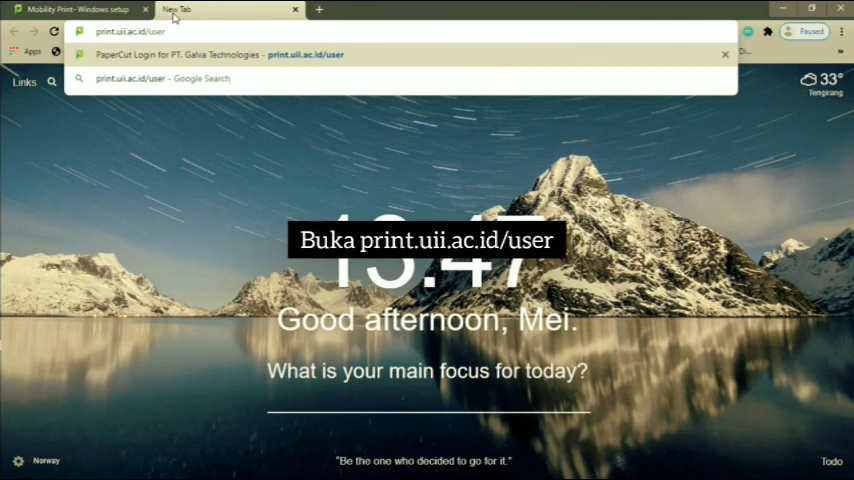 Mobility Print- Windows setup
New Tab
print.uii.ac.id/user
Paused
Apps
PaperCut Login for PT. Galva Technologies - print.uii.ac.id/user
Di...
print.uii.ac.id/user - Google Search
Links
33°
Tengirang
13.47
Buka print.uii.ac.id/user
Good afternoon, Mei.
What is your main focus for today?
Norway
"Be the one who decided to go for it."
Todo